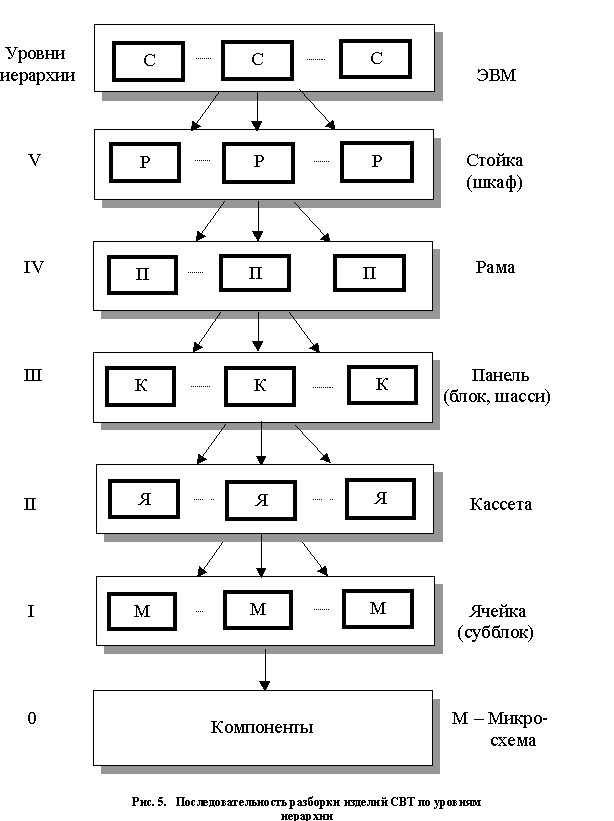 Уровни
иерархии
С С С
ЭВМ
V
Р Р Р
Стойка
(шкаф)
IV
П П П
Рама
III
К К К
Панель
(блок, шасси)
II
Я Я Я
Кассета
I
М М М
Ячейка
(субблок)
0
Компоненты
М – Микро-
схема
Рис. 5. Последовательность разборки изделий СВТ по уровням
иерархии